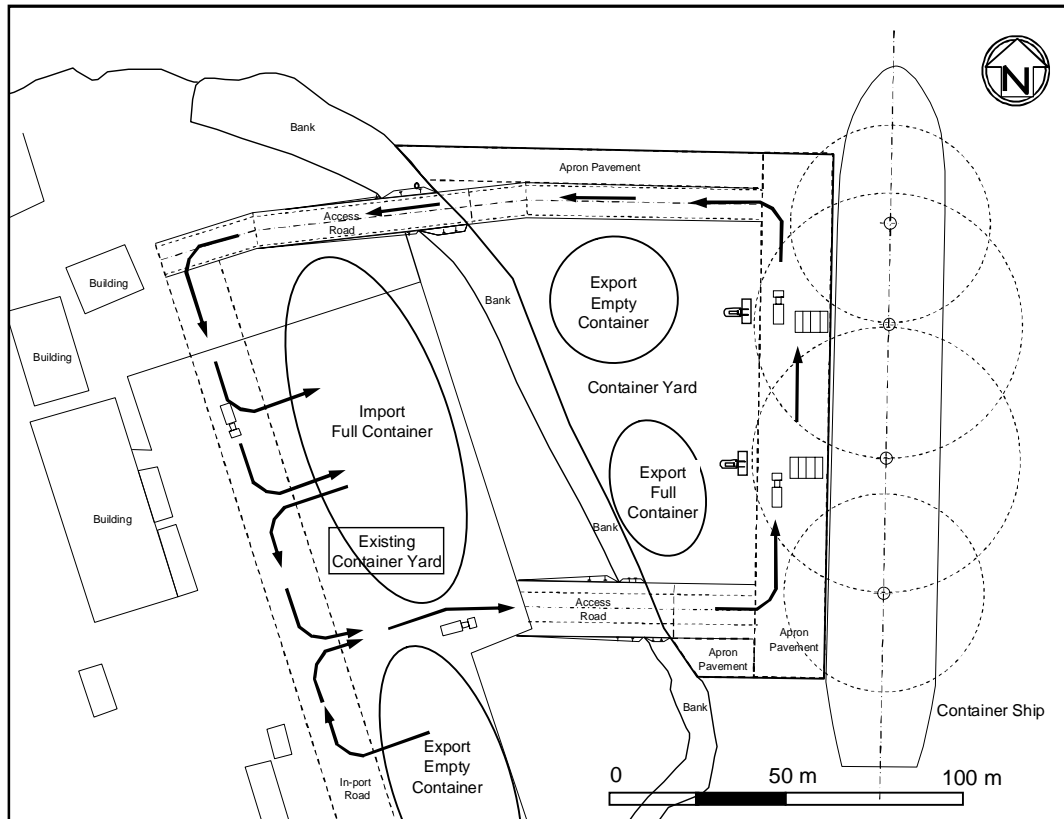 N
Bank
Apron Pavement
Access
Road
Building
Export
Empty
Container
Bank
Building
Container Yard
Import
Full Container
Export
Full
Container
Building
Existing
Container Yard
Bank
Access
Road
Apron
Pavement
Apron
Pavement
Bank
Container Ship
Export
Empty
Container
In-port
Road
0
50 m
100 m